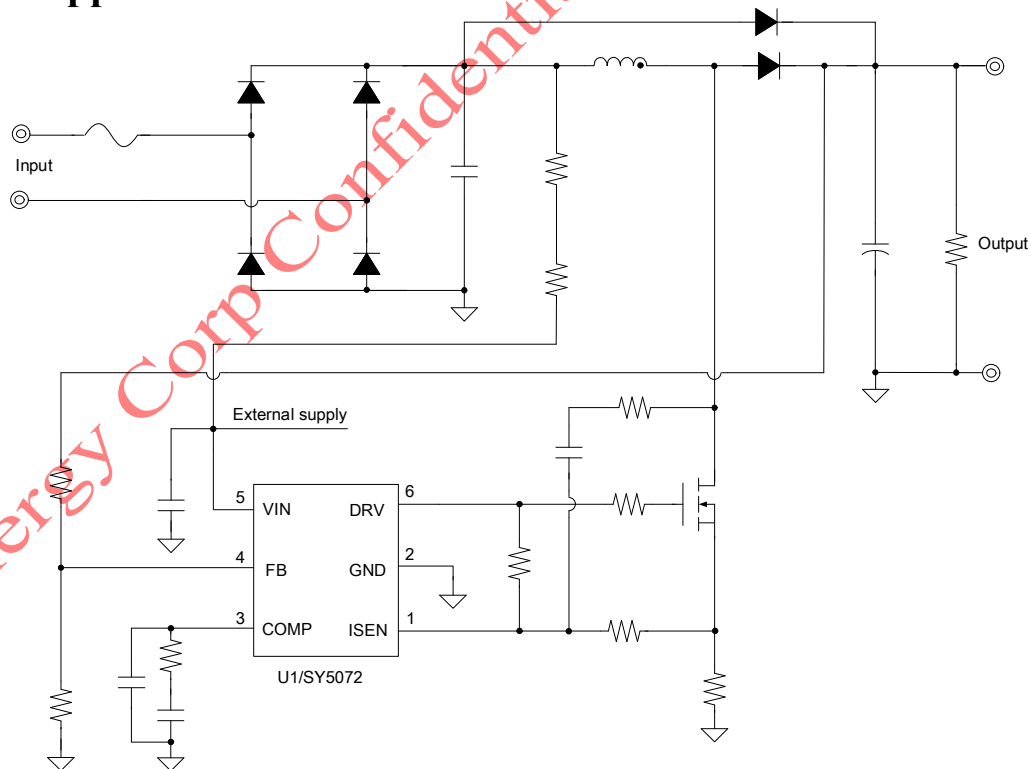 Input
Output
External supply
5
VIN
DRV
6
4
FB
GND
2
3
COMP
ISEN
1
U1/SY5072
Corp